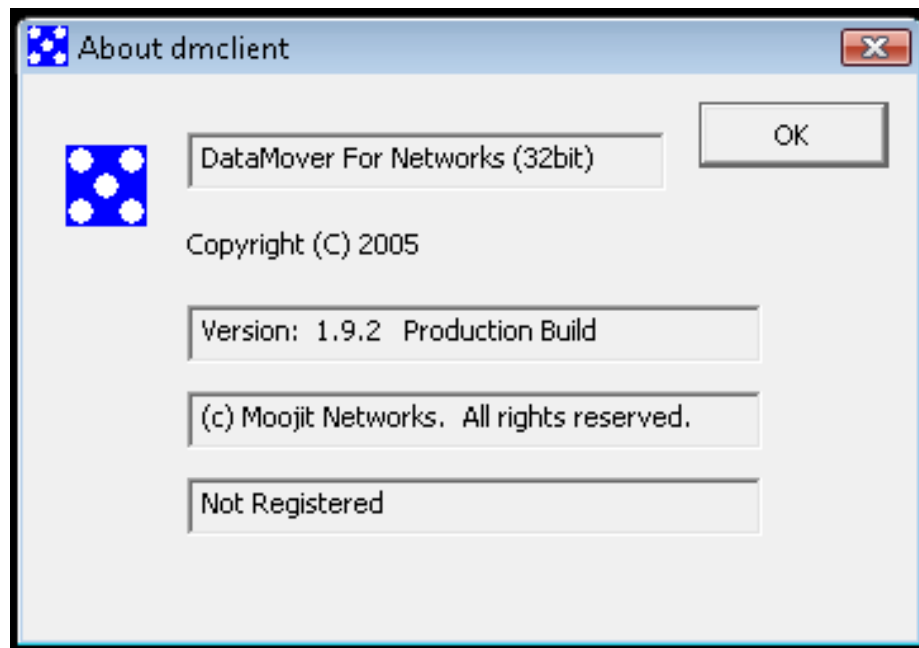 About dmclient
OK
DataMover For Networks (32bit)
Copyright (C) 2005
Version:  1.9.2   Production Build
(c) Moojit Networks.  All rights reserved.
Not Registered